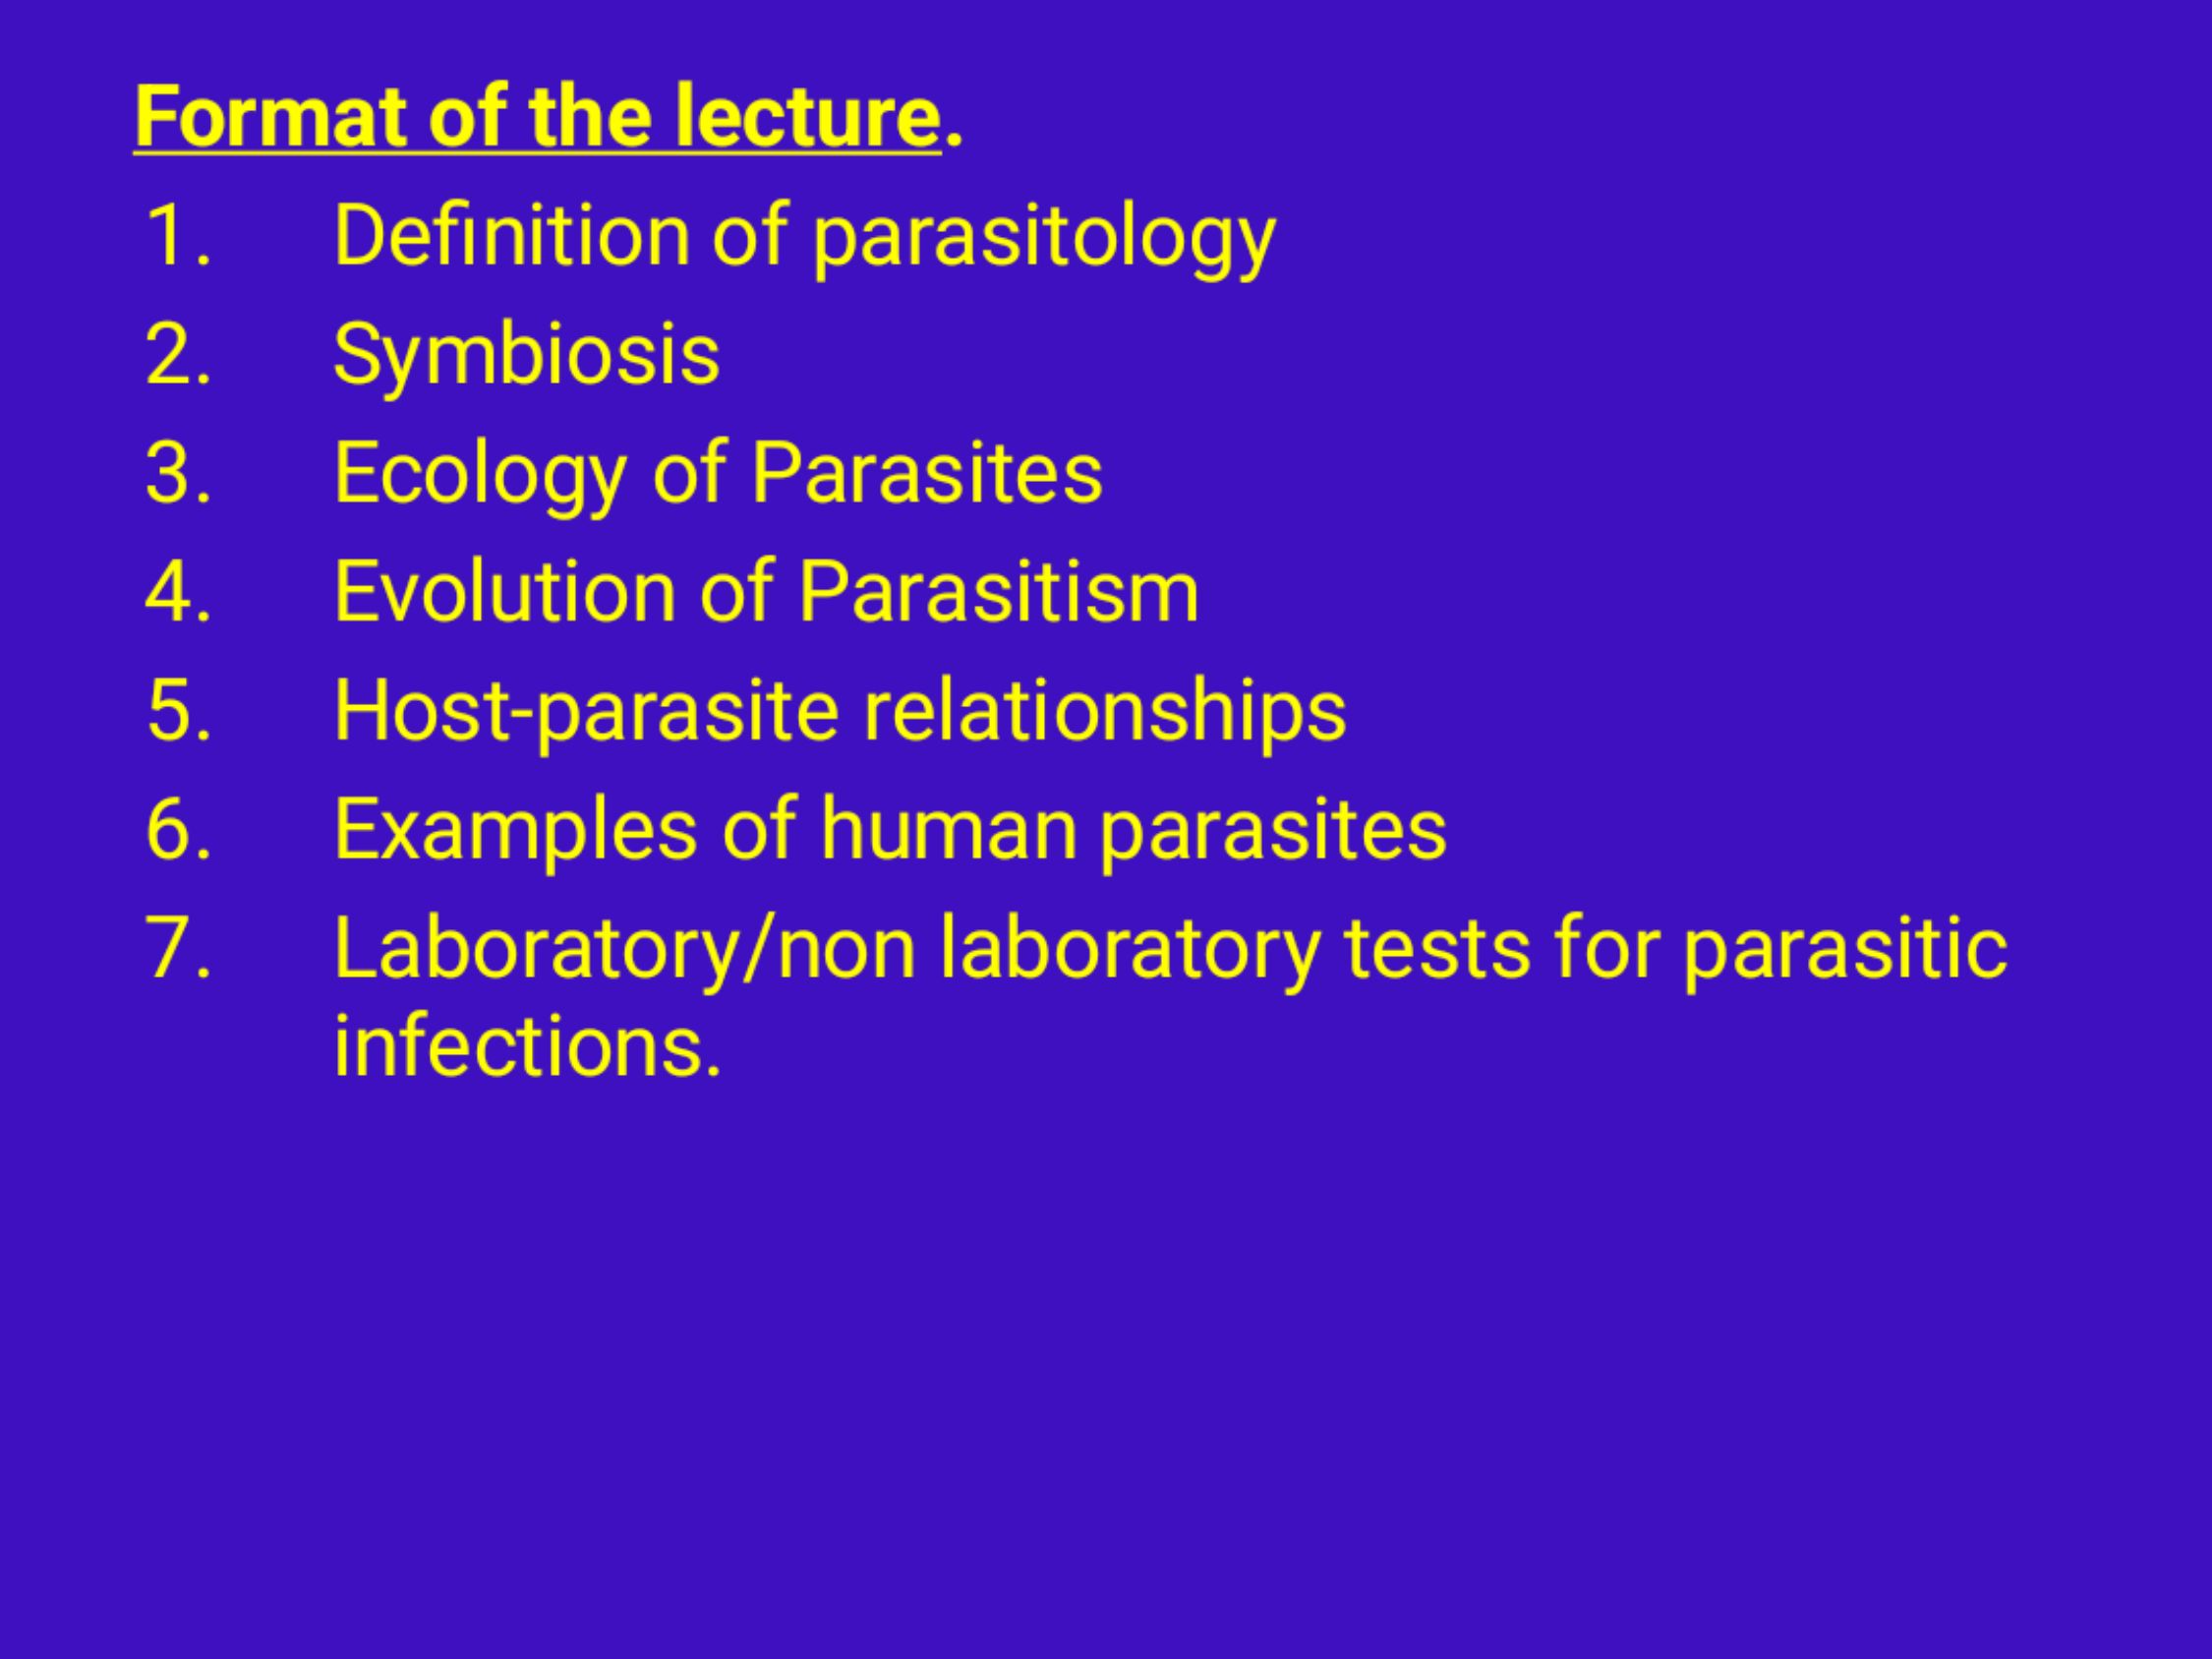 Format of the lecture.
1. Definition of parasitology
2. Symbiosis
3. Ecology of Parasites
4. Evolution of Parasitism
5. Host-parasite relationships
6. Examples of human parasites
7. Laboratory/non laboratory tests for parasitic
infections.